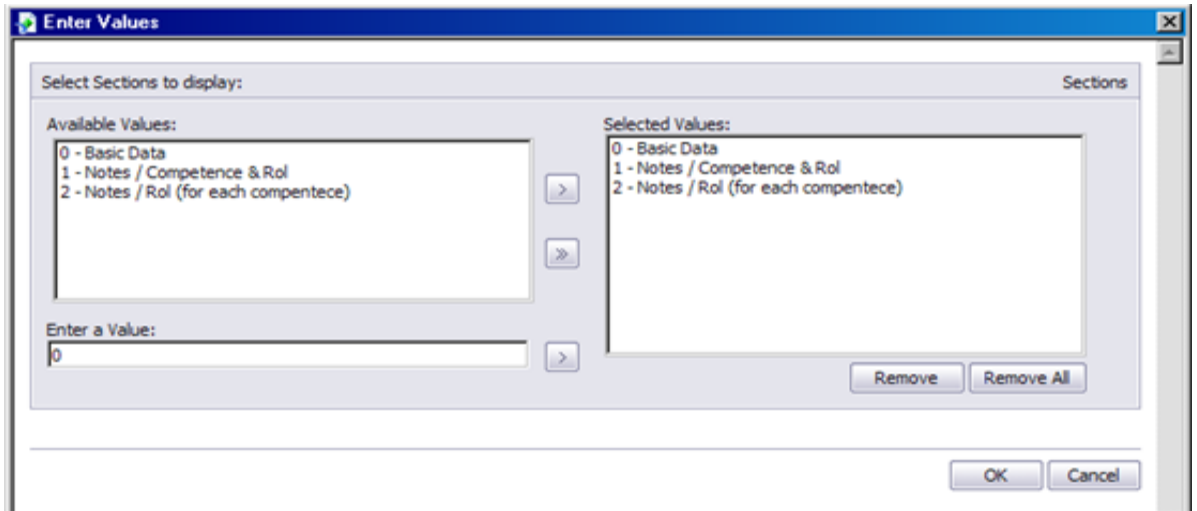 Enter Values
Select Sections to display:
Sections
Available Values:
0 - Basic Data
1 - Notes / Competence & Rol
2 - Notes / Rol (for each compentece)
>
»
Selected Values:
0 - Basic Data
1 - Notes / Competence & Rol
2 - Notes / Rol (for each compentece)
Enter a Value:
0
>
Remove
Remove All
OK
Cancel